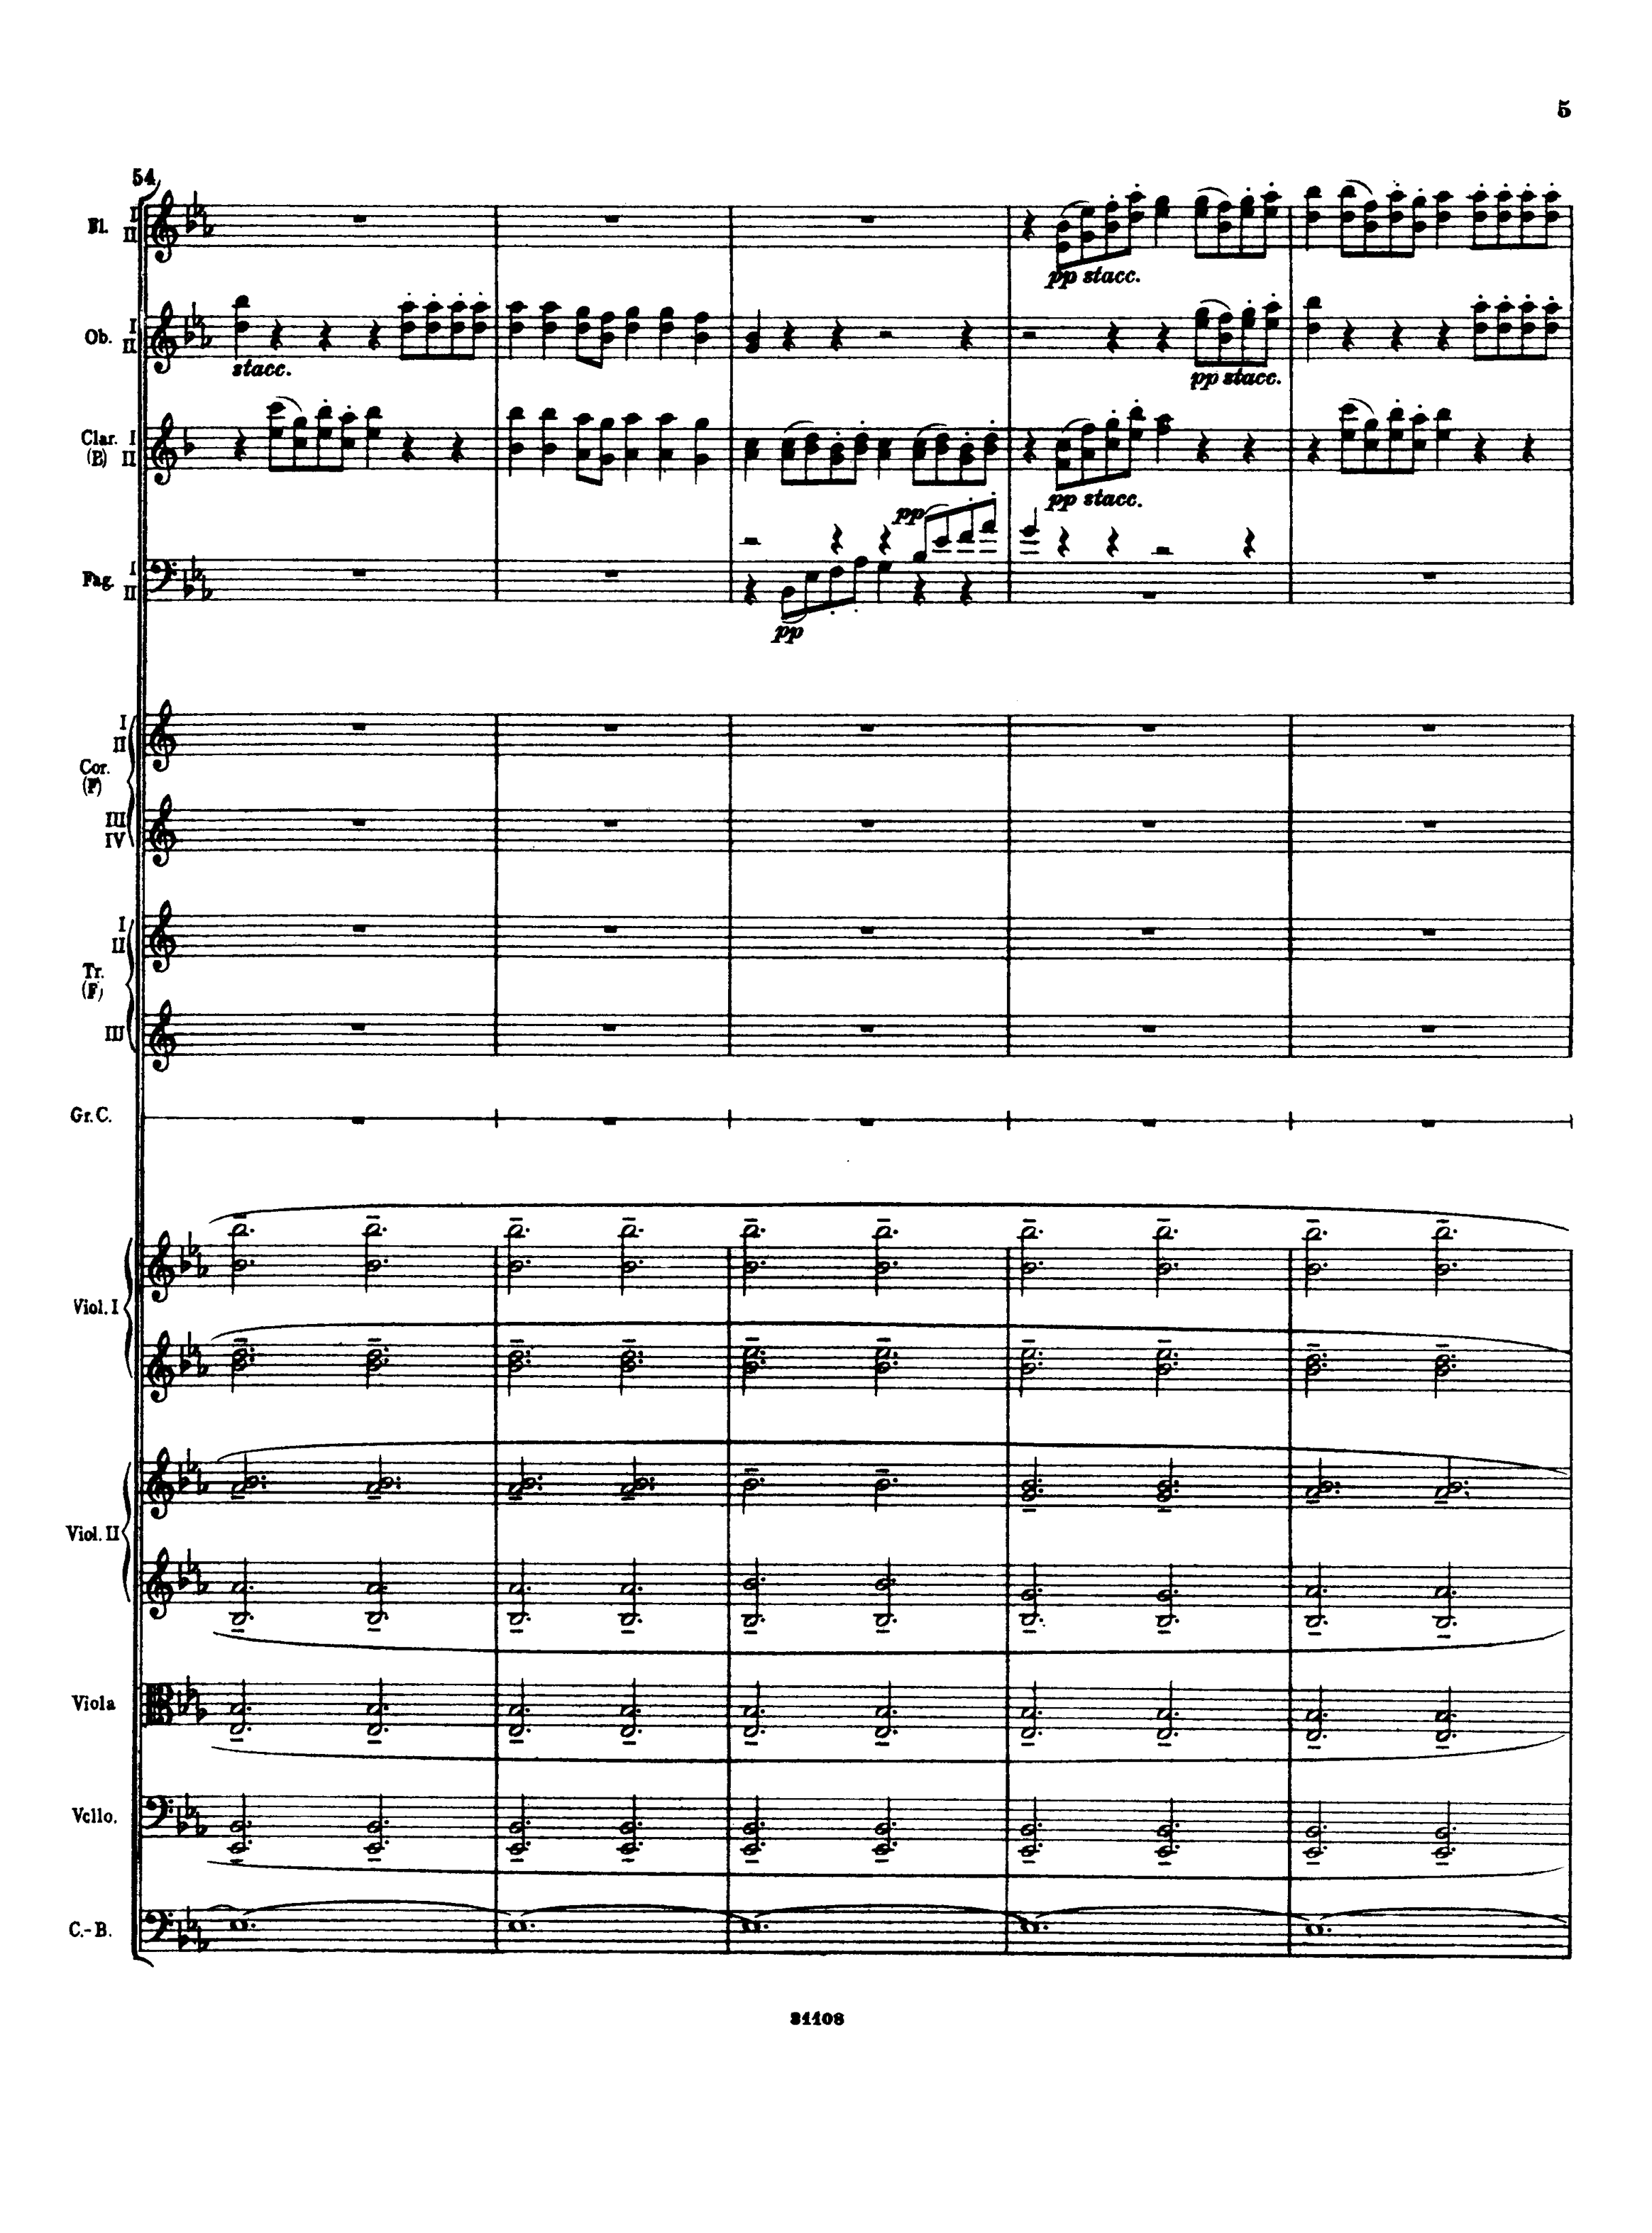 5
54
Fl. I II
stacc.
Ob. I II
Clar. I
(B) II
pp stacc.
pp stacc.
pp stacc.
pp
Fag. I II
pp
I
II
Cor.
(F)
III
IV
I
II
Tr.
(F)
III
Gr. C.
Viol. I
Viol. II
Viola
Vcllo.
C.-B.
31108